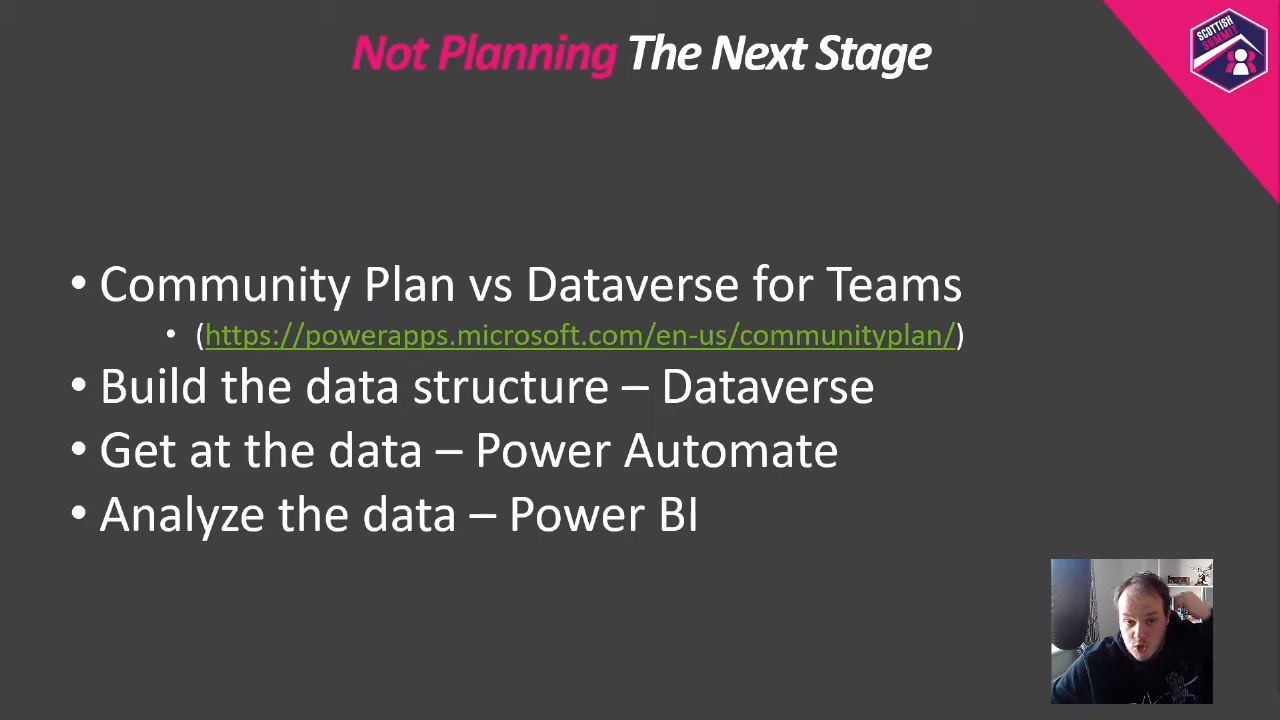 Not Planning The Next Stage
SCOTTISH
SUMMIT
• Community Plan vs Dataverse for Teams
• (https://powerapps.microsoft.com/en-us/communityplan/)
• Build the data structure – Dataverse
• Get at the data – Power Automate
• Analyze the data – Power BI